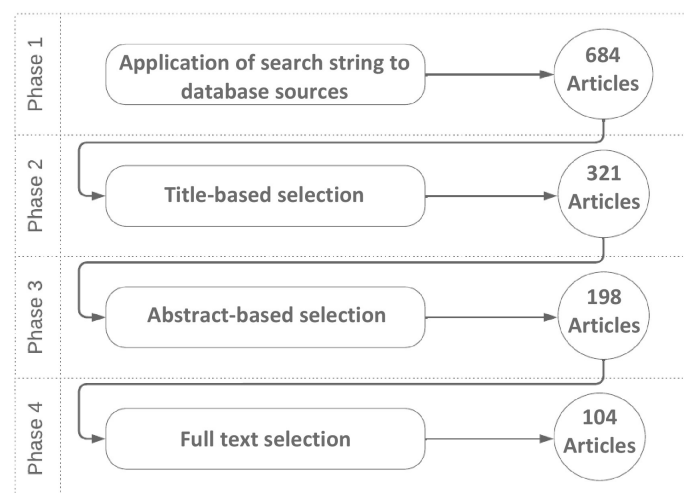 Phase 1
Application of search string to
database sources
684
Articles
Phase 2
Title-based selection
321
Articles
Phase 3
Abstract-based selection
198
Articles
Phase 4
Full text selection
104
Articles